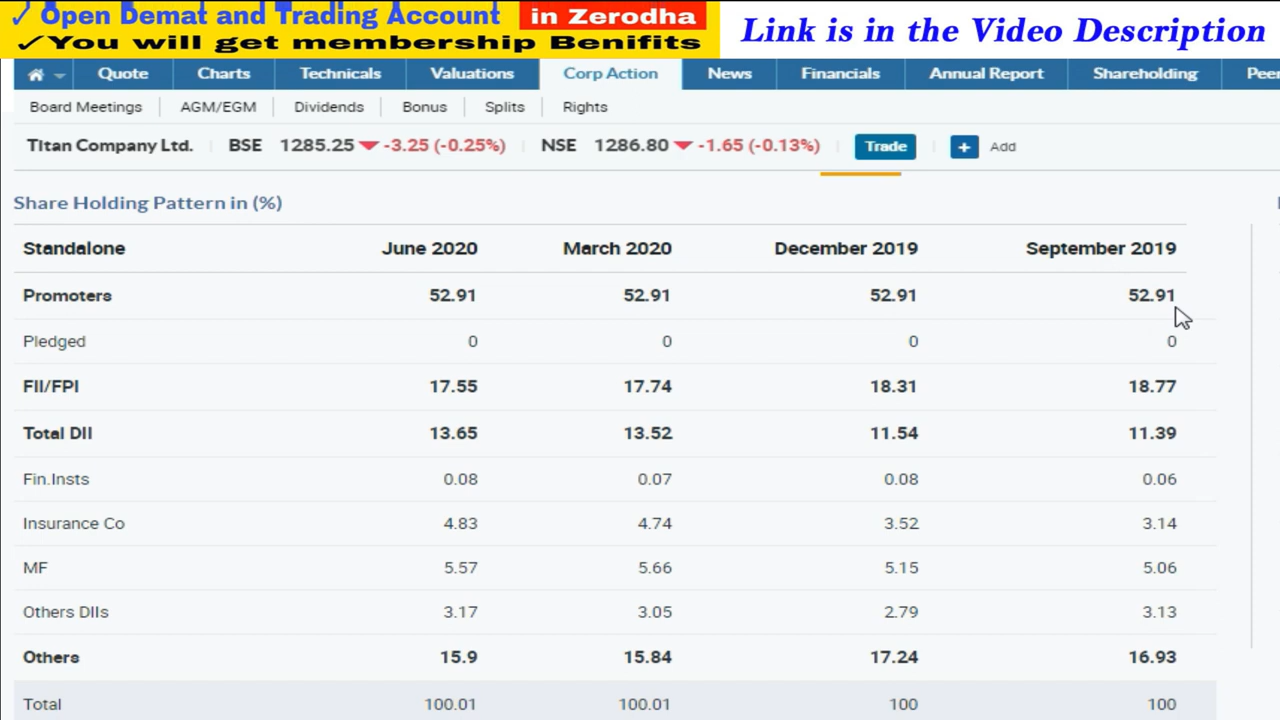 ✓ Open Demat and Trading Account in Zerodha
✓You will get membership Benifits
Link is in the Video Description
Quote Charts Technicals Valuations Corp Action News Financials Annual Report Shareholding Peer
Board Meetings AGM/EGM Dividends Bonus Splits Rights
Titan Company Ltd. BSE 1285.25 -3.25 (-0.25%) NSE 1286.80 -1.65 (-0.13%) Trade + Add
Share Holding Pattern in (%)
Standalone June 2020 March 2020 December 2019 September 2019
Promoters 52.91 52.91 52.91 52.91
Pledged 0 0 0 0
FII/FPI 17.55 17.74 18.31 18.77
Total DII 13.65 13.52 11.54 11.39
Fin.Insts 0.08 0.07 0.08 0.06
Insurance Co 4.83 4.74 3.52 3.14
MF 5.57 5.66 5.15 5.06
Others DIIs 3.17 3.05 2.79 3.13
Others 15.9 15.84 17.24 16.93
Total 100.01 100.01 100 100